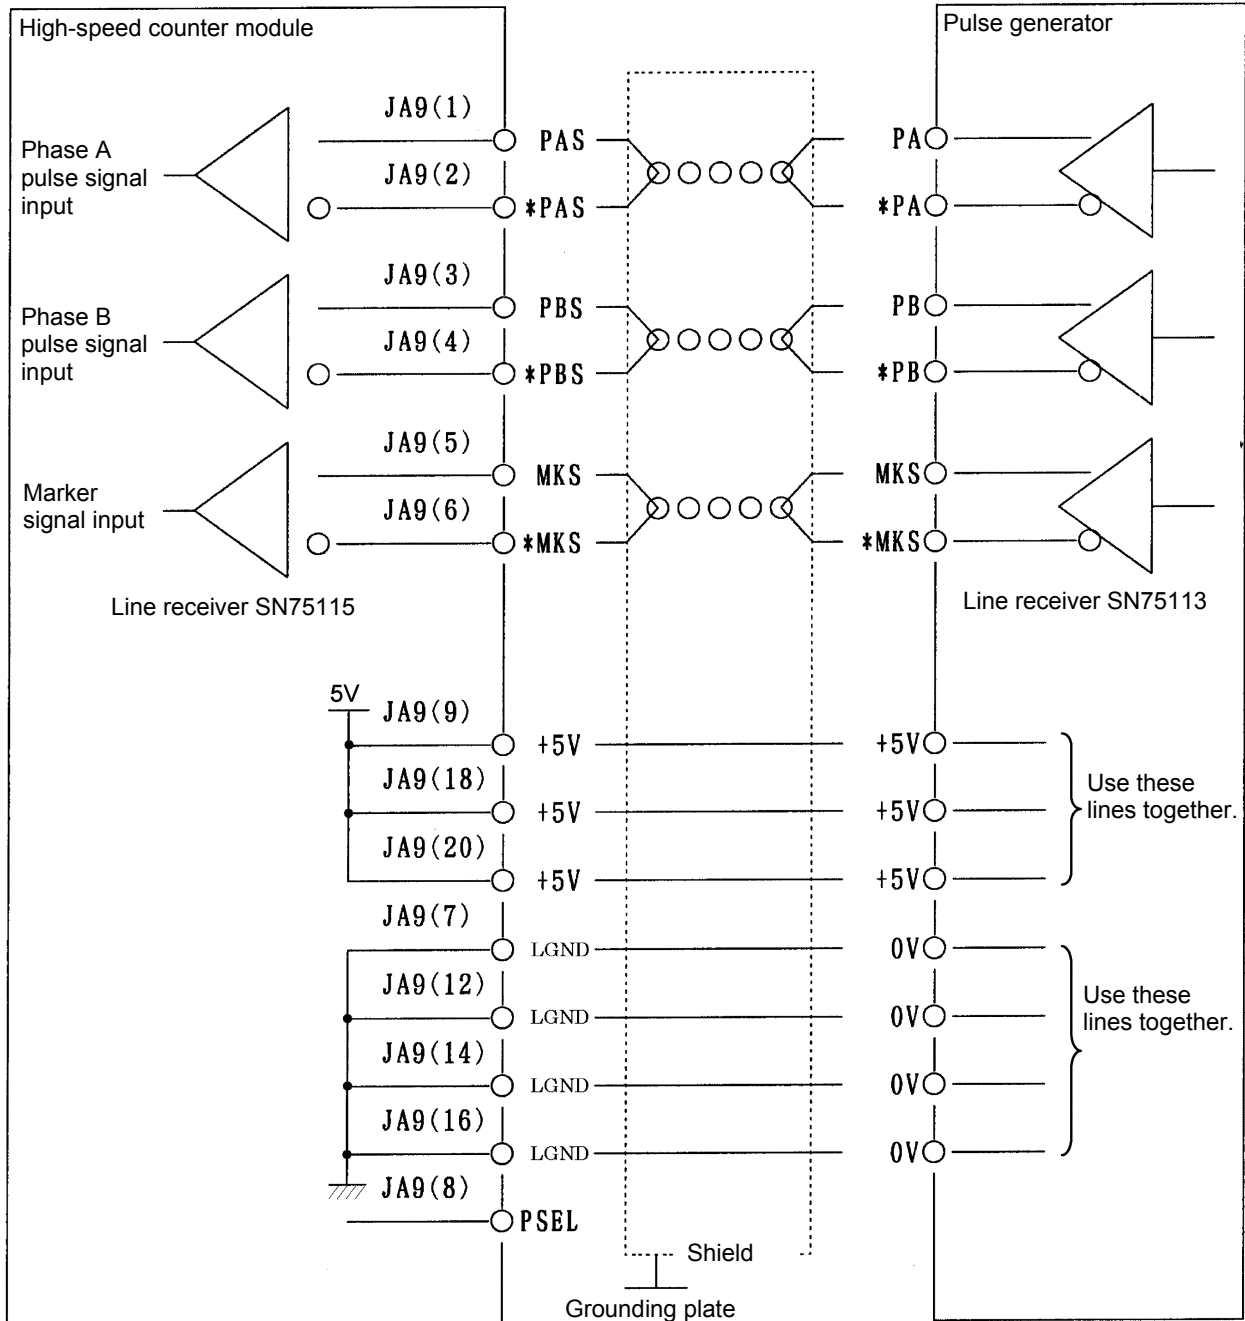 High-speed counter module
Pulse generator
JA9(1)
PAS
PA
Phase A
pulse signal
input
JA9(2)
*PAS
*PA
JA9(3)
PBS
PB
Phase B
pulse signal
input
JA9(4)
*PBS
*PB
JA9(5)
MKS
MKS
Marker
signal input
JA9(6)
*MKS
*MKS
Line receiver SN75115
Line receiver SN75113
5V
JA9(9)
+5V
+5V
JA9(18)
+5V
+5V
Use these
lines together.
JA9(20)
+5V
+5V
JA9(7)
LGND
0V
JA9(12)
LGND
0V
Use these
lines together.
JA9(14)
LGND
0V
JA9(16)
LGND
0V
JA9(8)
PSEL
Shield
Grounding plate